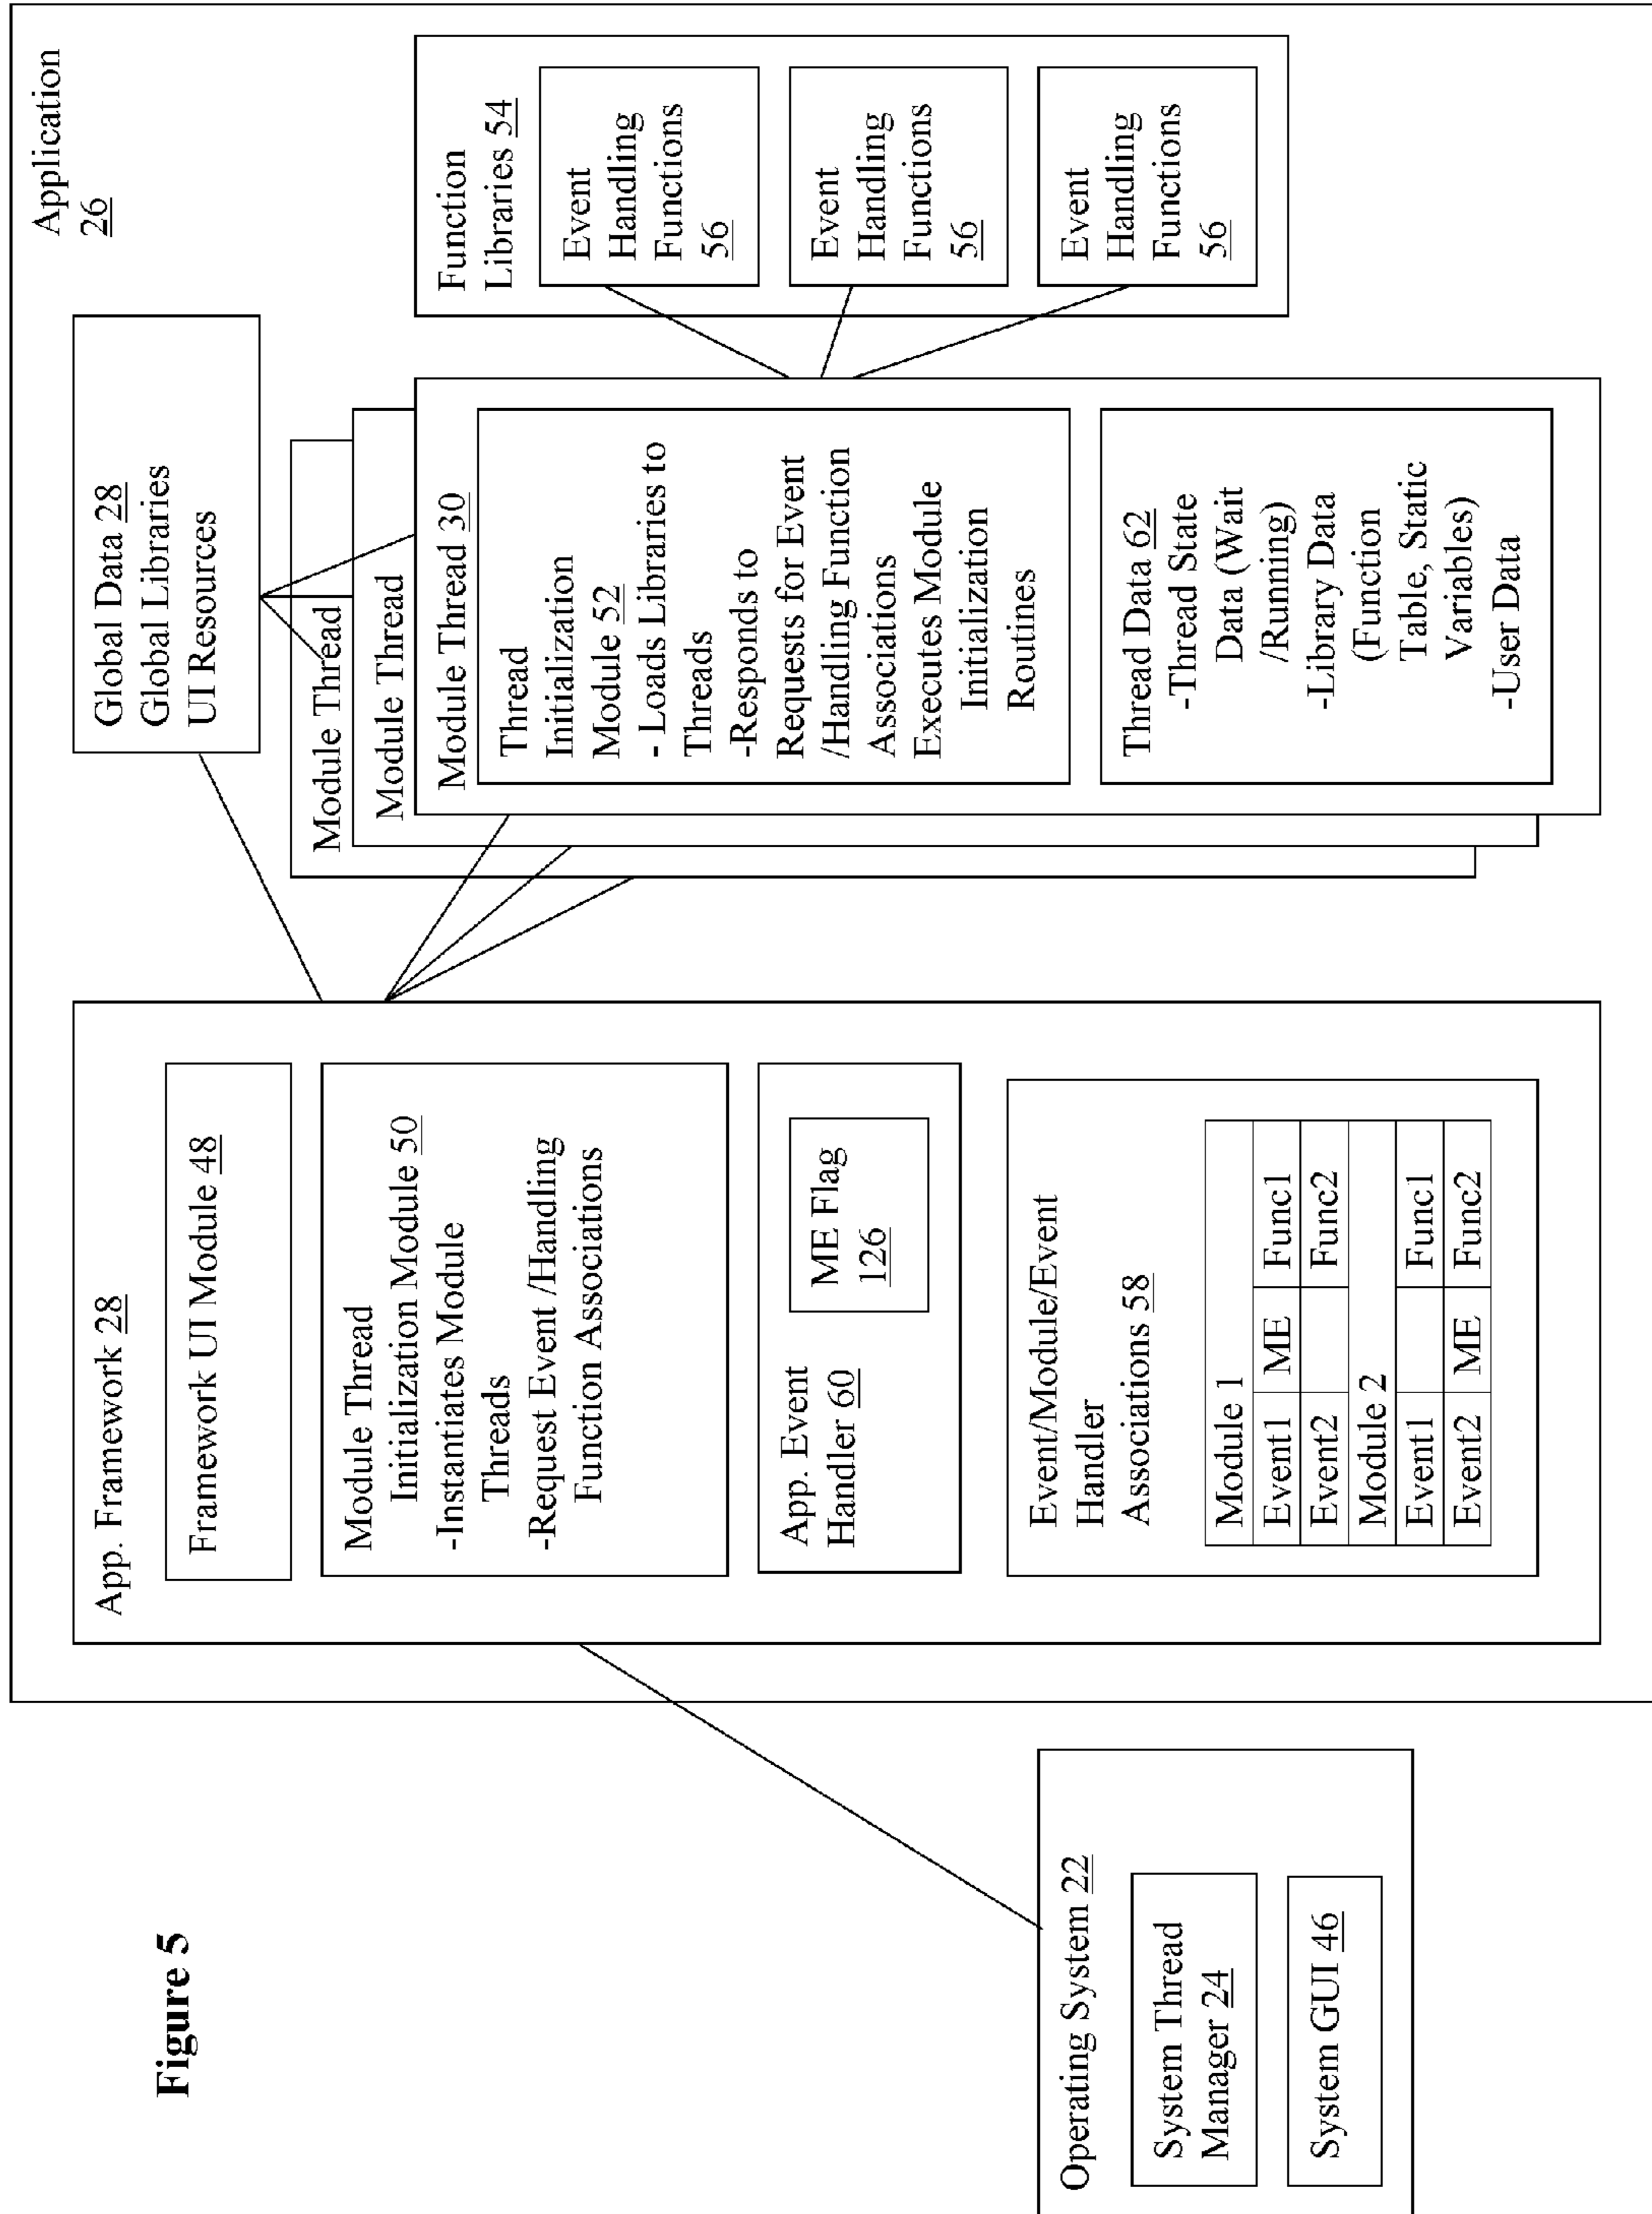 Figure 5
Operating System 22
System Thread
Manager 24
System GUI 46
Application
26
App. Framework 28
Framework UI Module 48
Module Thread
Initialization Module 50
-Instantiates Module
Threads
-Request Event /Handling
Function Associations
App. Event
Handler 60
ME Flag
126
Event/Module/Event
Handler
Associations 58
Module 1
Event1 ME Func1
Event2 Func2
Module 2
Event1 Func1
Event2 ME Func2
Global Data 28
Global Libraries
UI Resources
Module Thread
Module Thread
Module Thread 30
Thread
Initialization
Module 52
- Loads Libraries to
Threads
-Responds to
Requests for Event
/Handling Function
Associations
Executes Module
Initialization
Routines
Thread Data 62
-Thread State
Data (Wait
/Running)
-Library Data
(Function
Table, Static
Variables)
-User Data
Function
Libraries 54
Event
Handling
Functions
56
Event
Handling
Functions
56
Event
Handling
Functions
56